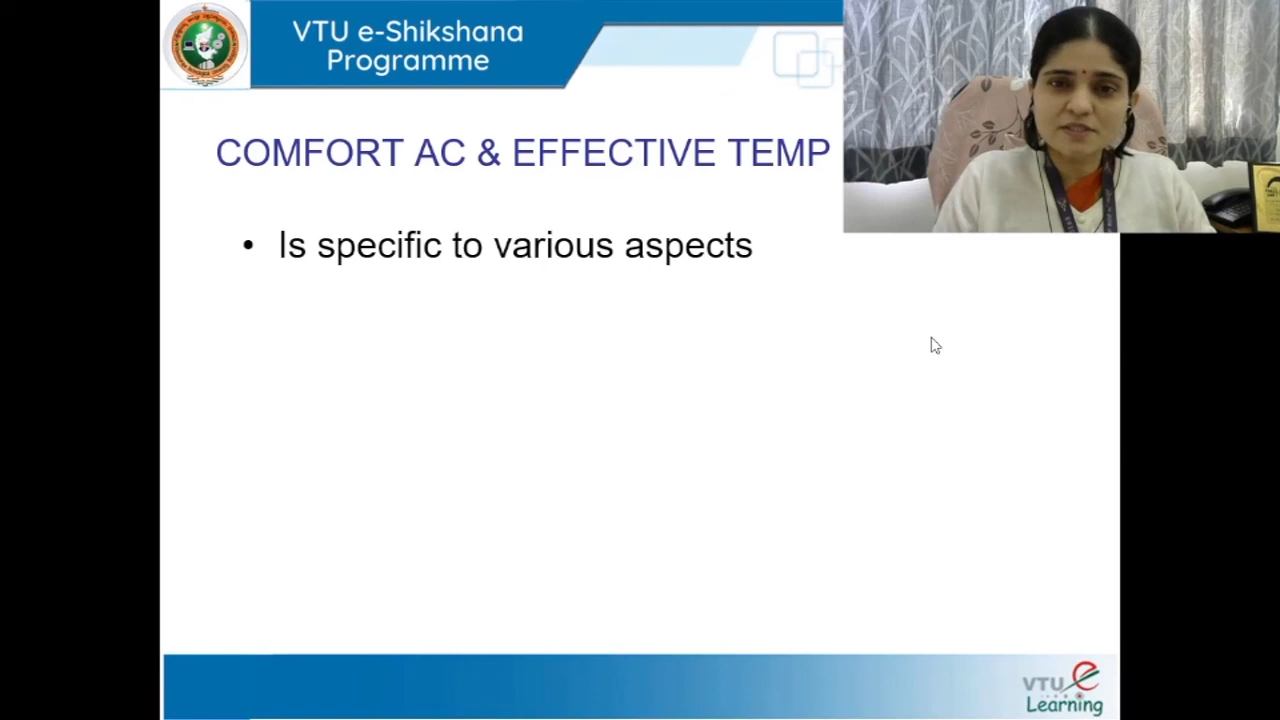 VTU e-Shikshana
Programme
COMFORT AC & EFFECTIVE TEMP
• Is specific to various aspects
VTU e
Learning